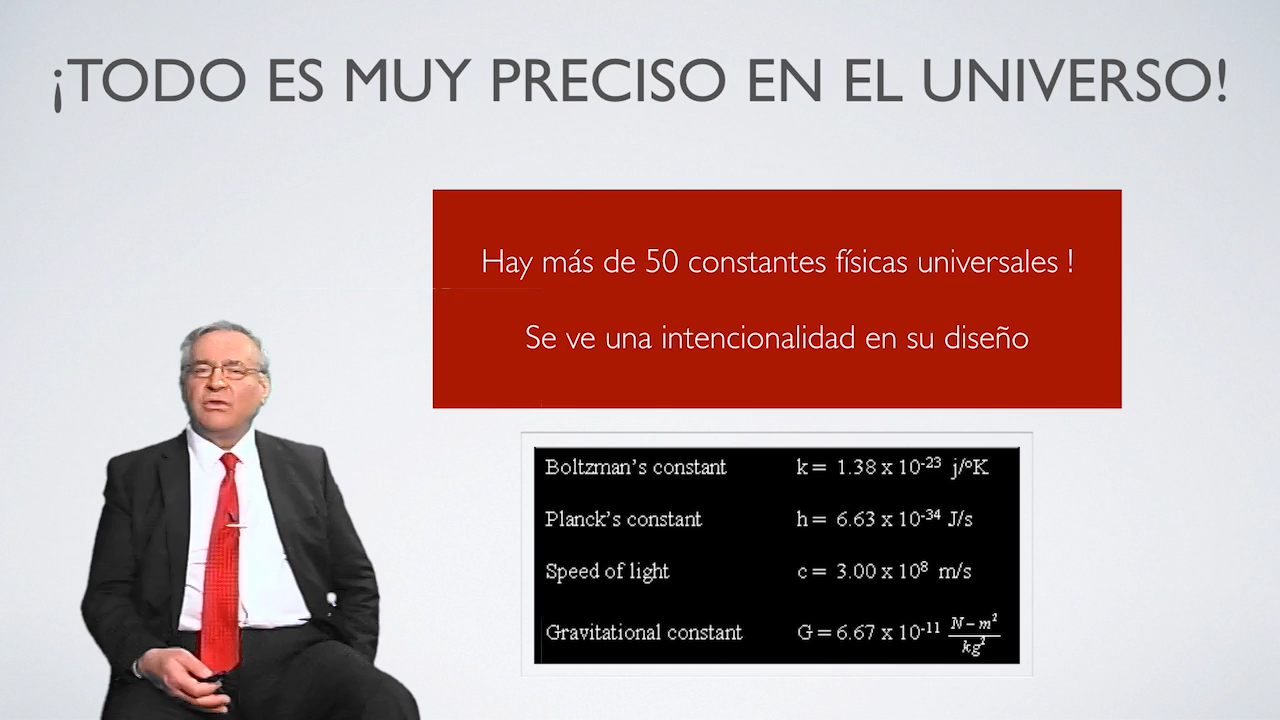 ¡TODO ES MUY PRECISO EN EL UNIVERSO!
Hay más de 50 constantes físicas universales !
Se ve una intencionalidad en su diseño
Boltzman's constant k = 1.38 x 10⁻²³ j/°K
Planck's constant h = 6.63 x 10⁻³⁴ J/s
Speed of light c = 3.00 x 10⁸ m/s
Gravitational constant G = 6.67 x 10⁻¹¹ N – m² / kg²